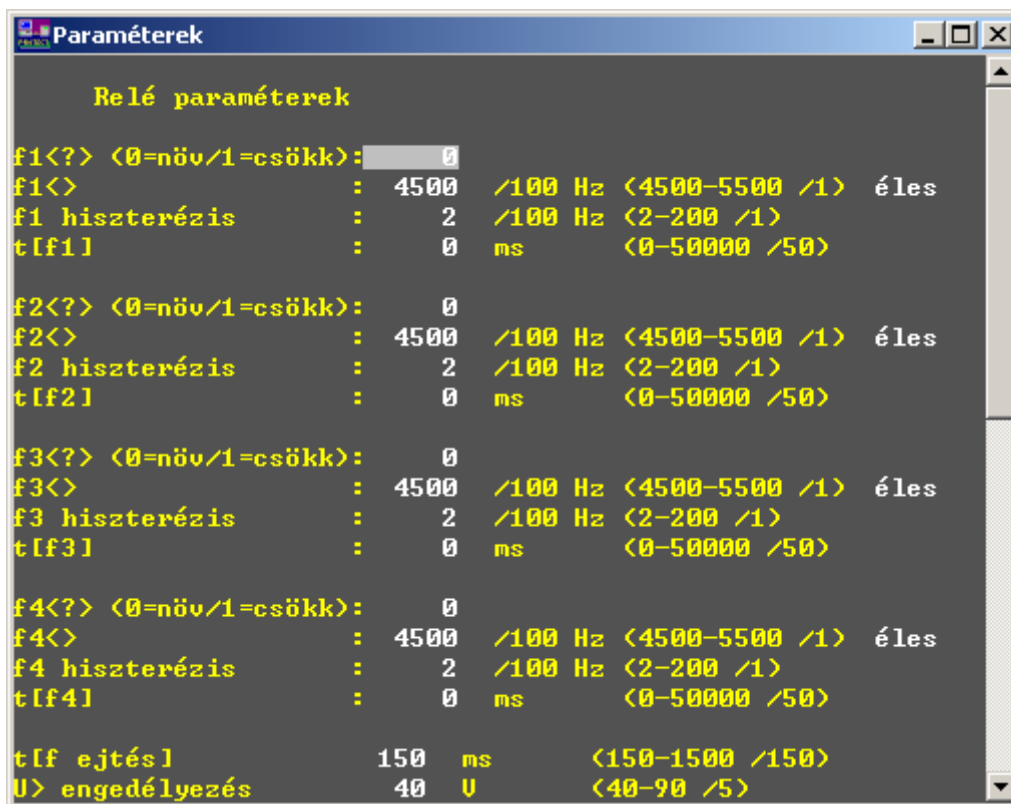 Paraméterek
Relé paraméterek
f1<?> (0=növ/1=csökk): 0
f1<> : 4500 /100 Hz (4500-5500 /1) éles
f1 hiszterézis : 2 /100 Hz (2-200 /1)
t[f1] : 0 ms (0-50000 /50)
f2<?> (0=növ/1=csökk): 0
f2<> : 4500 /100 Hz (4500-5500 /1) éles
f2 hiszterézis : 2 /100 Hz (2-200 /1)
t[f2] : 0 ms (0-50000 /50)
f3<?> (0=növ/1=csökk): 0
f3<> : 4500 /100 Hz (4500-5500 /1) éles
f3 hiszterézis : 2 /100 Hz (2-200 /1)
t[f3] : 0 ms (0-50000 /50)
f4<?> (0=növ/1=csökk): 0
f4<> : 4500 /100 Hz (4500-5500 /1) éles
f4 hiszterézis : 2 /100 Hz (2-200 /1)
t[f4] : 0 ms (0-50000 /50)
t[f ejtés] 150 ms (150-1500 /150)
U> engedélyezés 40 V (40-90 /5)